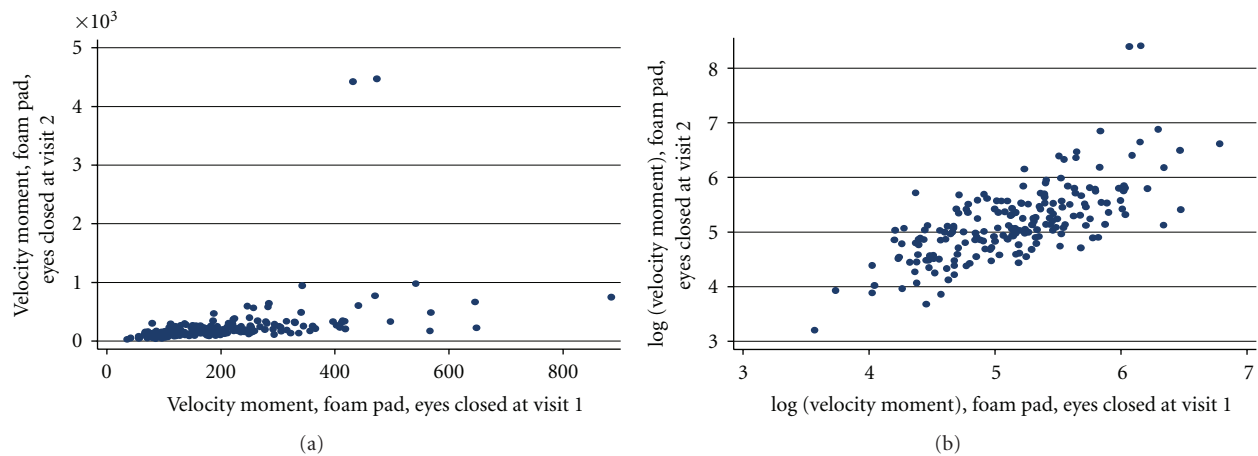 ×10³
5
4
3
2
1
0
Velocity moment, foam pad,
eyes closed at visit 2
0
200
400
600
800
Velocity moment, foam pad, eyes closed at visit 1
(a)
8
7
6
5
4
3
log (velocity moment), foam pad,
eyes closed at visit 2
3
4
5
6
7
log (velocity moment), foam pad, eyes closed at visit 1
(b)